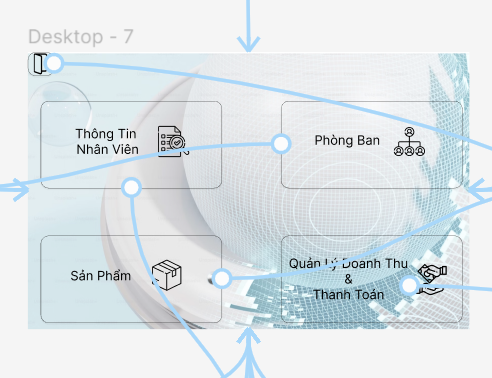 Desktop - 7
Thông Tin
Nhân Viên
Phòng Ban
Sản Phẩm
Quản Lý Doanh Thu
&
Thanh Toán